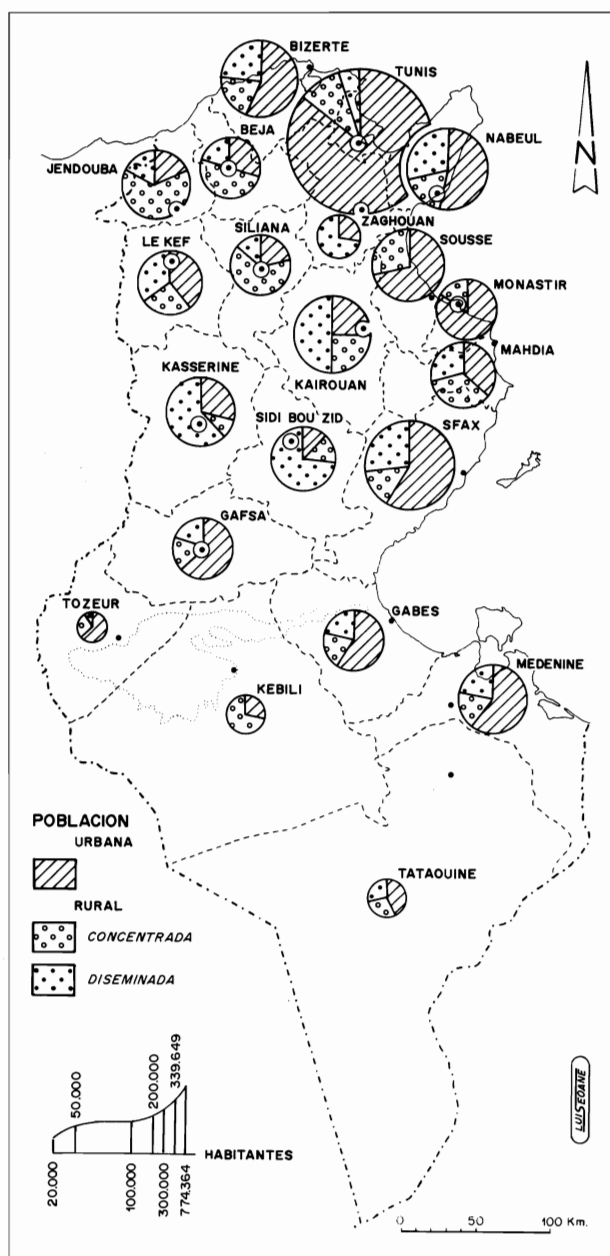 BIZERTE
TUNIS
BEJA
NABEUL
JENDOUBA
ZAGHOUAN
SILIANA
LE KEF
SOUSSE
MONASTIR
MAHDIA
KASSERINE
KAIROUAN
SIDI BOU ZID
SFAX
GAFSA
TOZEUR
GABES
MEDENINE
KEBILI
TATAOUINE
N
POBLACION
URBANA
RURAL
CONCENTRADA
DISEMINADA
20.000
50.000
100.000
200.000
300.000
339.649
774.364
HABITANTES
LUISEOANE
0 50 100 Km.